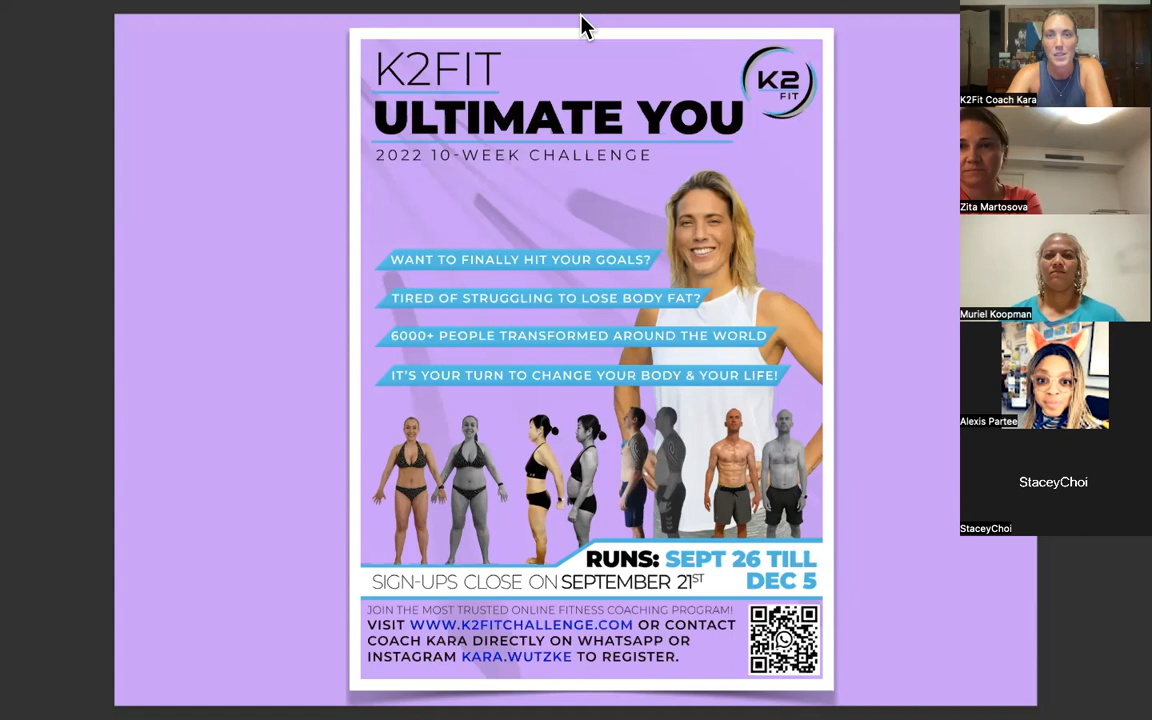 K2FIT
K2
FIT
ULTIMATE YOU
2022 10-WEEK CHALLENGE
WANT TO FINALLY HIT YOUR GOALS?
TIRED OF STRUGGLING TO LOSE BODY FAT?
6000+ PEOPLE TRANSFORMED AROUND THE WORLD
IT'S YOUR TURN TO CHANGE YOUR BODY & YOUR LIFE!
RUNS: SEPT 26 TILL
DEC 5
SIGN-UPS CLOSE ON SEPTEMBER 21ST
JOIN THE MOST TRUSTED ONLINE FITNESS COACHING PROGRAM!
VISIT WWW.K2FITCHALLENGE.COM OR CONTACT
COACH KARA DIRECTLY ON WHATSAPP OR
INSTAGRAM KARA.WUTZKE TO REGISTER.
K2Fit Coach Kara
Zita Martosova
Muriel Koopman
Alexis Partee
StaceyChoi
StaceyChoi